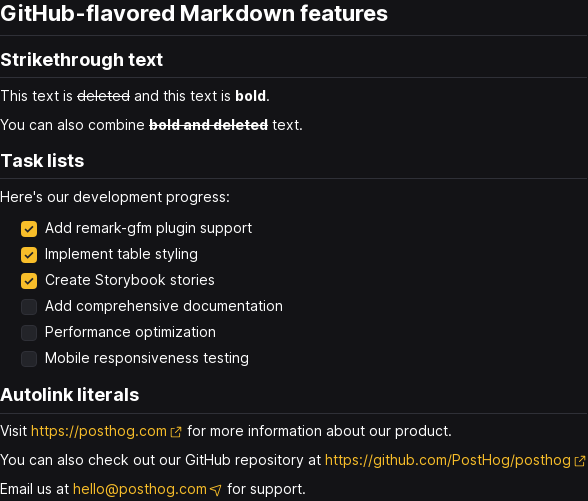 GitHub-flavored Markdown features
Strikethrough text
This text is deleted and this text is bold.
You can also combine bold and deleted text.
Task lists
Here's our development progress:
Add remark-gfm plugin support
Implement table styling
Create Storybook stories
Add comprehensive documentation
Performance optimization
Mobile responsiveness testing
Autolink literals
Visit https://posthog.com for more information about our product.
You can also check out our GitHub repository at https://github.com/PostHog/posthog
Email us at hello@posthog.com for support.